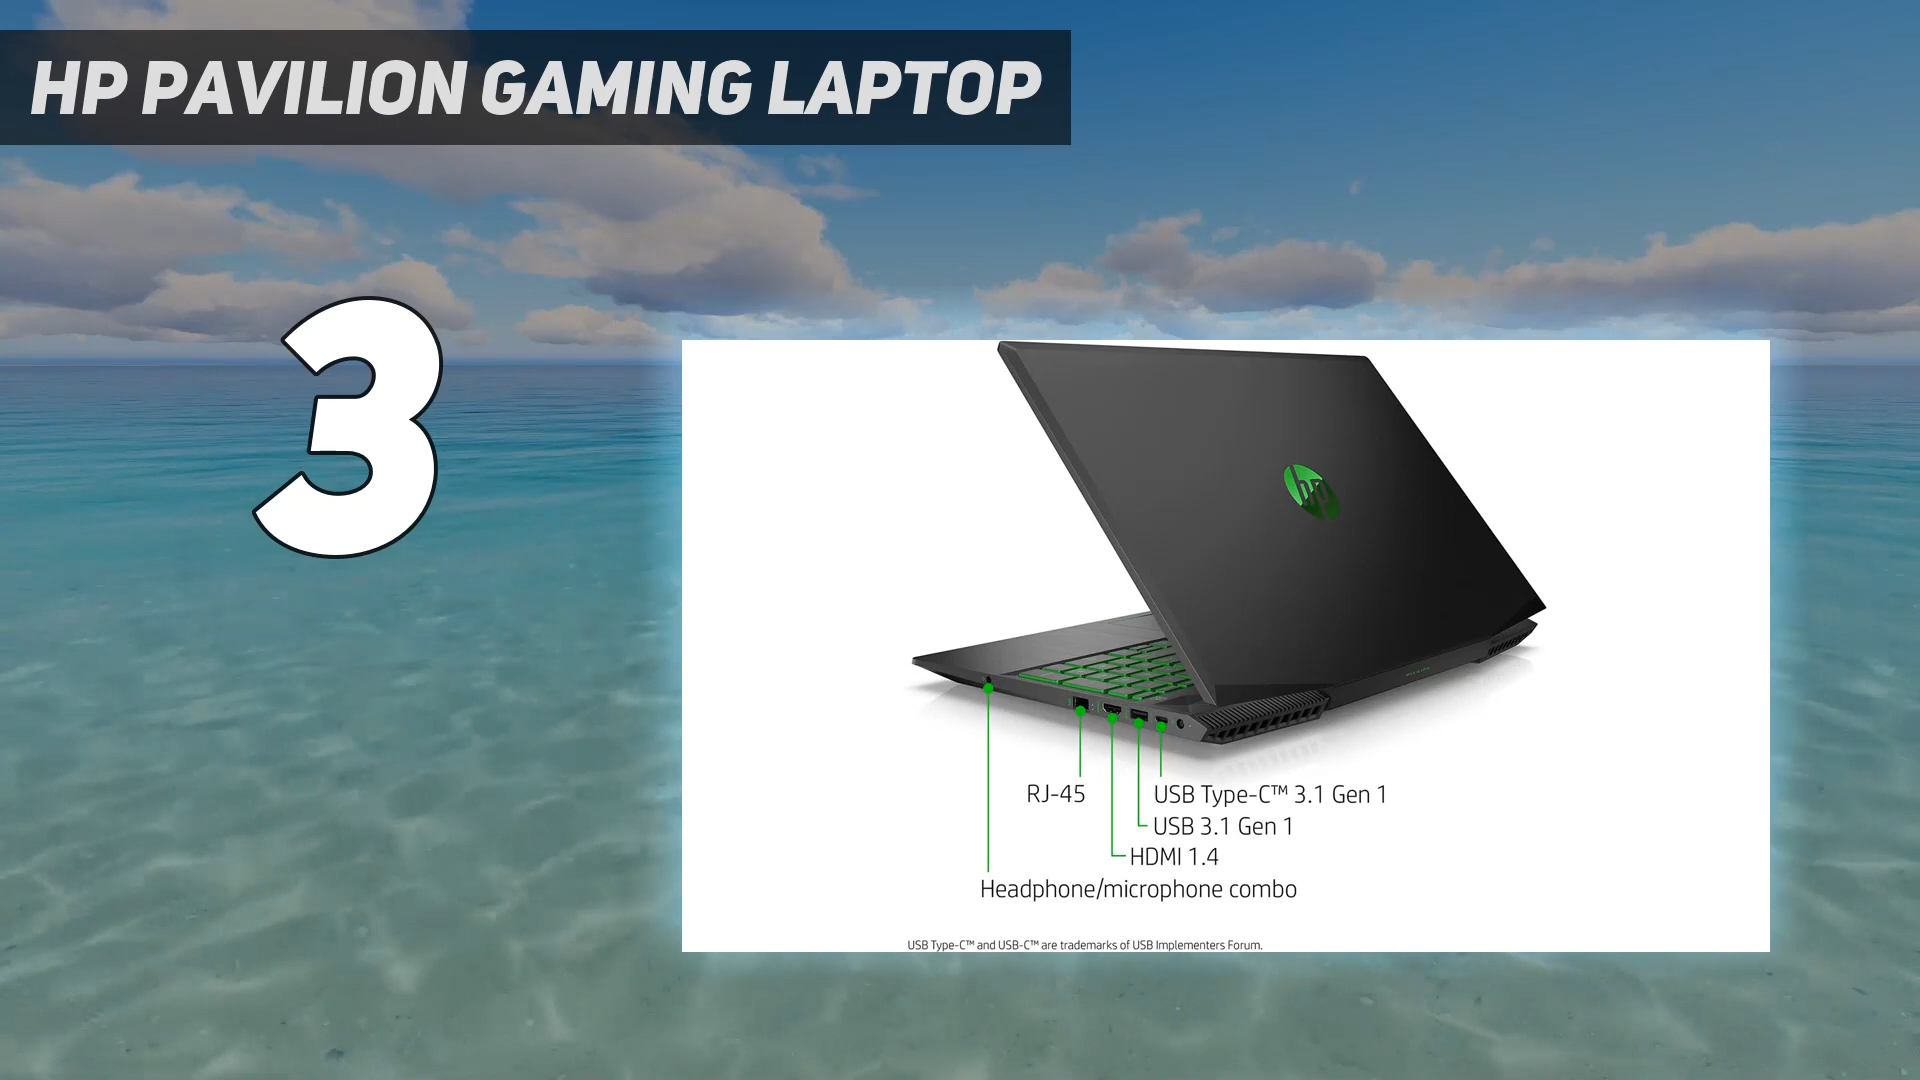 HP PAVILION GAMING LAPTOP
3
hp
RJ-45
USB Type-C™ 3.1 Gen 1
USB 3.1 Gen 1
HDMI 1.4
Headphone/microphone combo
USB Type-C™ and USB-C™ are trademarks of USB Implementers Forum.